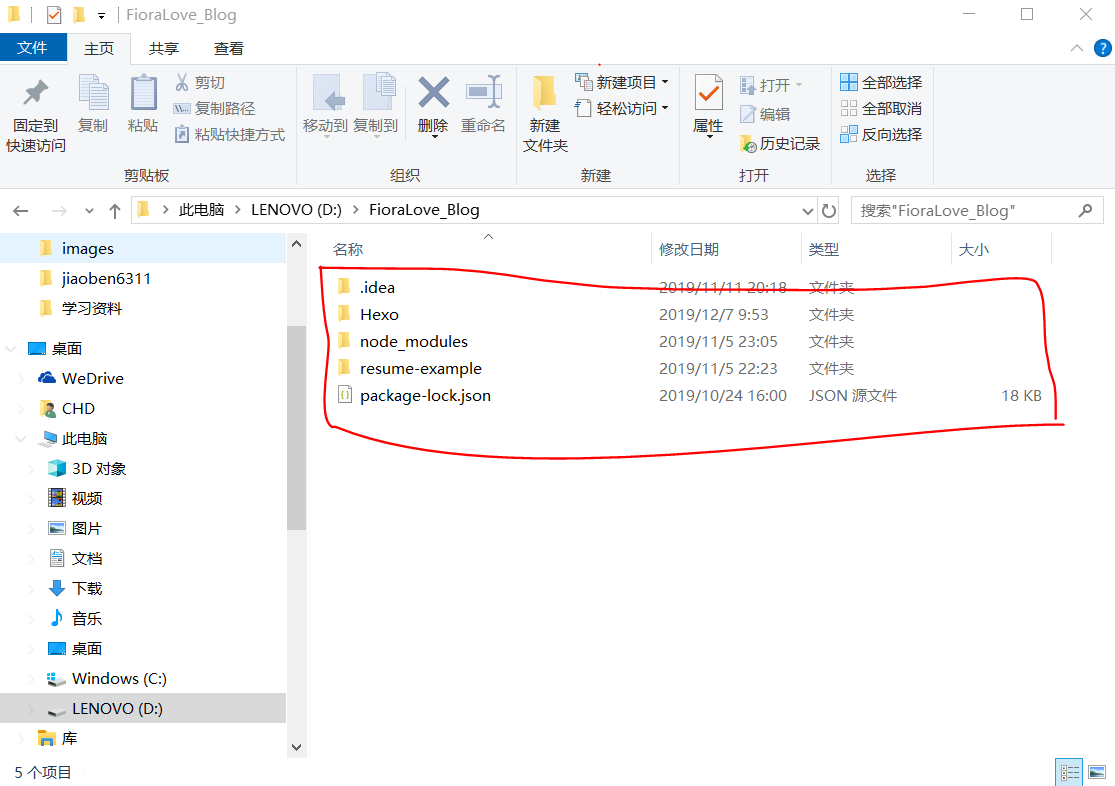 FioraLove_Blog
文件 主页 共享 查看
固定到
快速访问
复制
粘贴
剪切
复制路径
粘贴快捷方式
剪贴板
移动到 复制到 删除 重命名
组织
新建
文件夹
新建项目
轻松访问
新建
属性
打开
编辑
历史记录
打开
全部选择
全部取消
反向选择
选择
此电脑 > LENOVO (D:) > FioraLove_Blog
搜索"FioraLove_Blog"
images
jiaoben6311
学习资料
桌面
WeDrive
CHD
此电脑
3D 对象
视频
图片
文档
下载
音乐
桌面
Windows (C:)
LENOVO (D:)
库
名称 修改日期 类型 大小
.idea 2019/11/11 20:18 文件夹
Hexo 2019/12/7 9:53 文件夹
node_modules 2019/11/5 23:05 文件夹
resume-example 2019/11/5 22:23 文件夹
package-lock.json 2019/10/24 16:00 JSON 源文件 18 KB
5 个项目